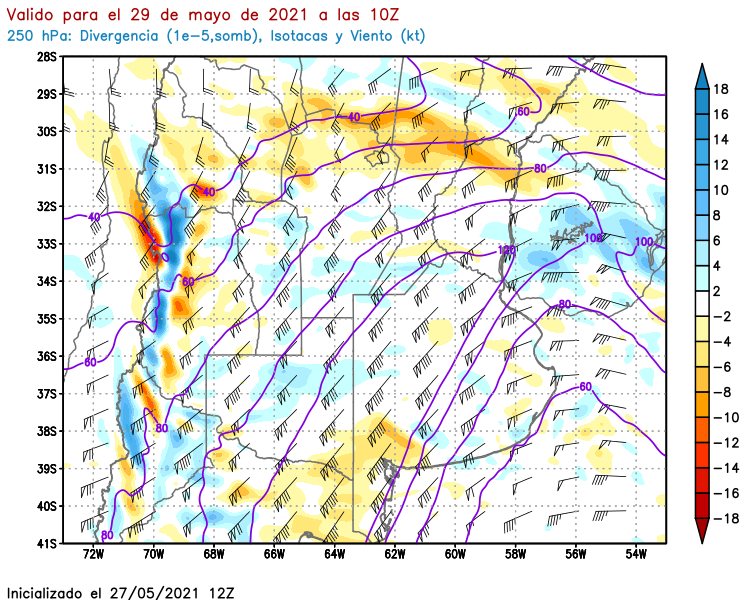 Valido para el 29 de mayo de 2021 a las 10Z
250 hPa: Divergencia (1e-5,somb), Isotacas y Viento (kt)
28S
29S
30S
31S
32S
33S
34S
35S
36S
37S
38S
39S
40S
41S
72W 70W 68W 66W 64W 62W 60W 58W 56W 54W
18
16
14
12
10
8
6
4
2
-2
-4
-6
-8
-10
-12
-14
-16
-18
40
60
80
40
40
100
100
0
60
80
60
60
80
80
Inicializado el 27/05/2021 12Z